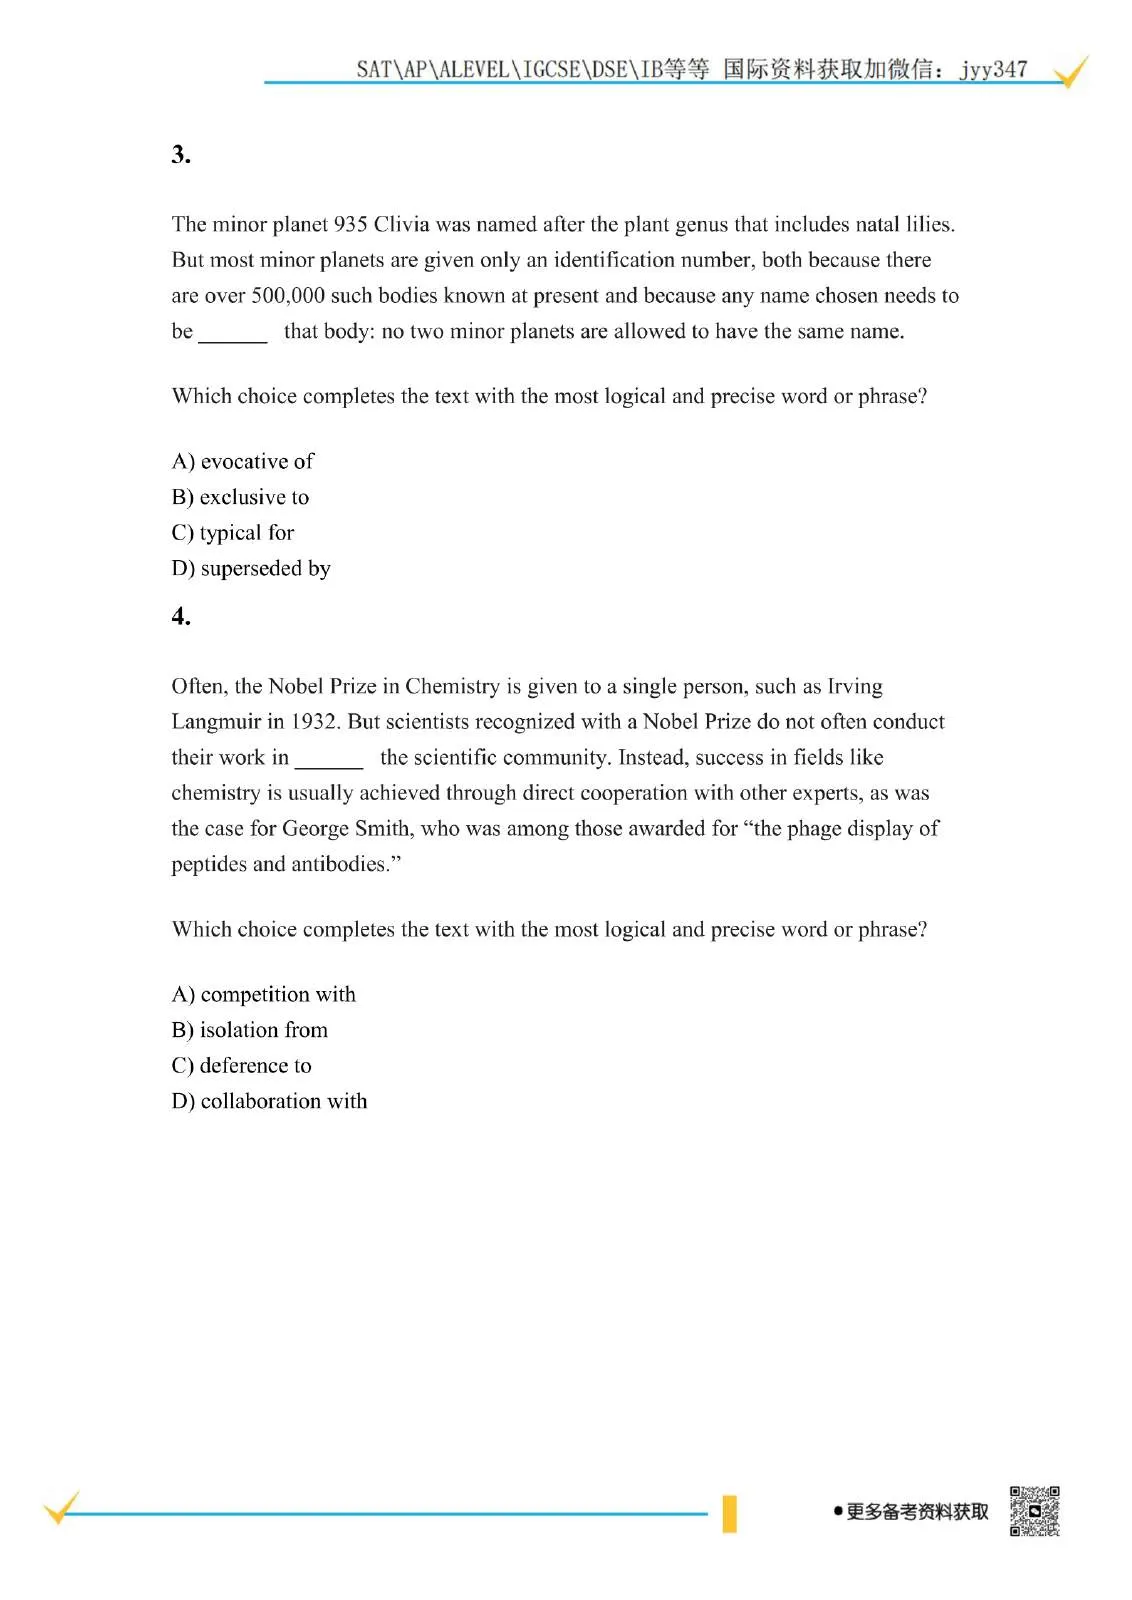 SAT\AP\ALEVEL\IGCSE\DSE\IB等等 国际资料获取加微信：jyy347
3.
The minor planet 935 Clivia was named after the plant genus that includes natal lilies.
But most minor planets are given only an identification number, both because there
are over 500,000 such bodies known at present and because any name chosen needs to
be ______ that body: no two minor planets are allowed to have the same name.
Which choice completes the text with the most logical and precise word or phrase?
A) evocative of
B) exclusive to
C) typical for
D) superseded by
4.
Often, the Nobel Prize in Chemistry is given to a single person, such as Irving
Langmuir in 1932. But scientists recognized with a Nobel Prize do not often conduct
their work in ______ the scientific community. Instead, success in fields like
chemistry is usually achieved through direct cooperation with other experts, as was
the case for George Smith, who was among those awarded for “the phage display of
peptides and antibodies.”
Which choice completes the text with the most logical and precise word or phrase?
A) competition with
B) isolation from
C) deference to
D) collaboration with
•更多备考资料获取